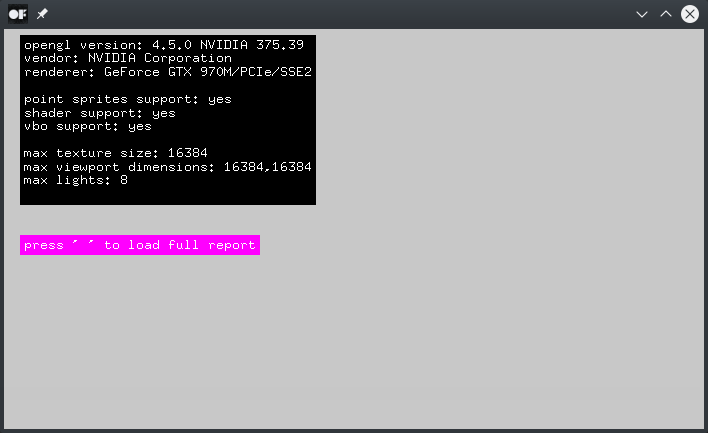 OF
opengl version: 4.5.0 NVIDIA 375.39
vendor: NVIDIA Corporation
renderer: GeForce GTX 970M/PCIe/SSE2
point sprites support: yes
shader support: yes
vbo support: yes
max texture size: 16384
max viewport dimensions: 16384,16384
max lights: 8
press ' ' to load full report